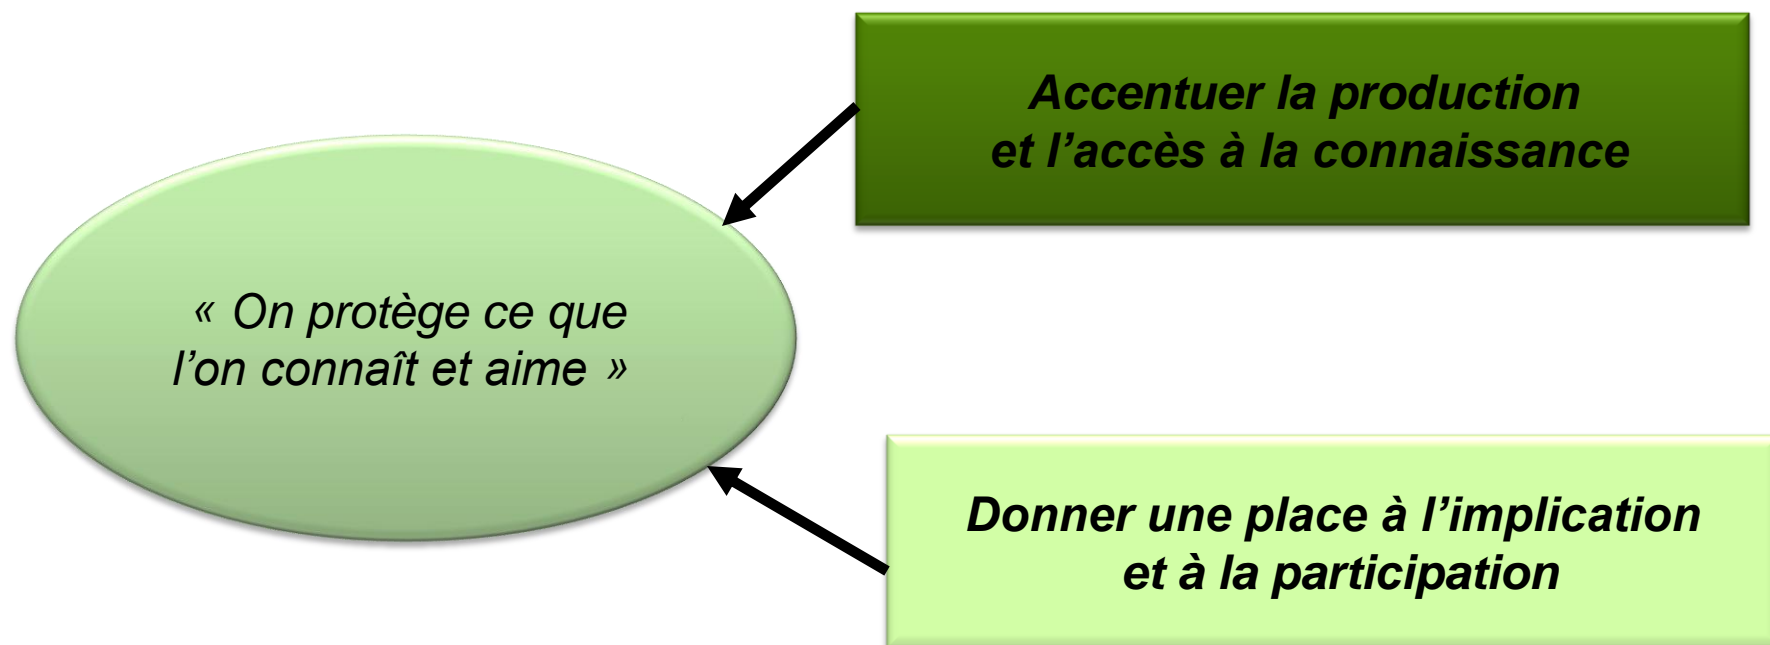 Accentuer la production
et l’accès à la connaissance
« On protège ce que
l’on connaît et aime »
Donner une place à l’implication
et à la participation